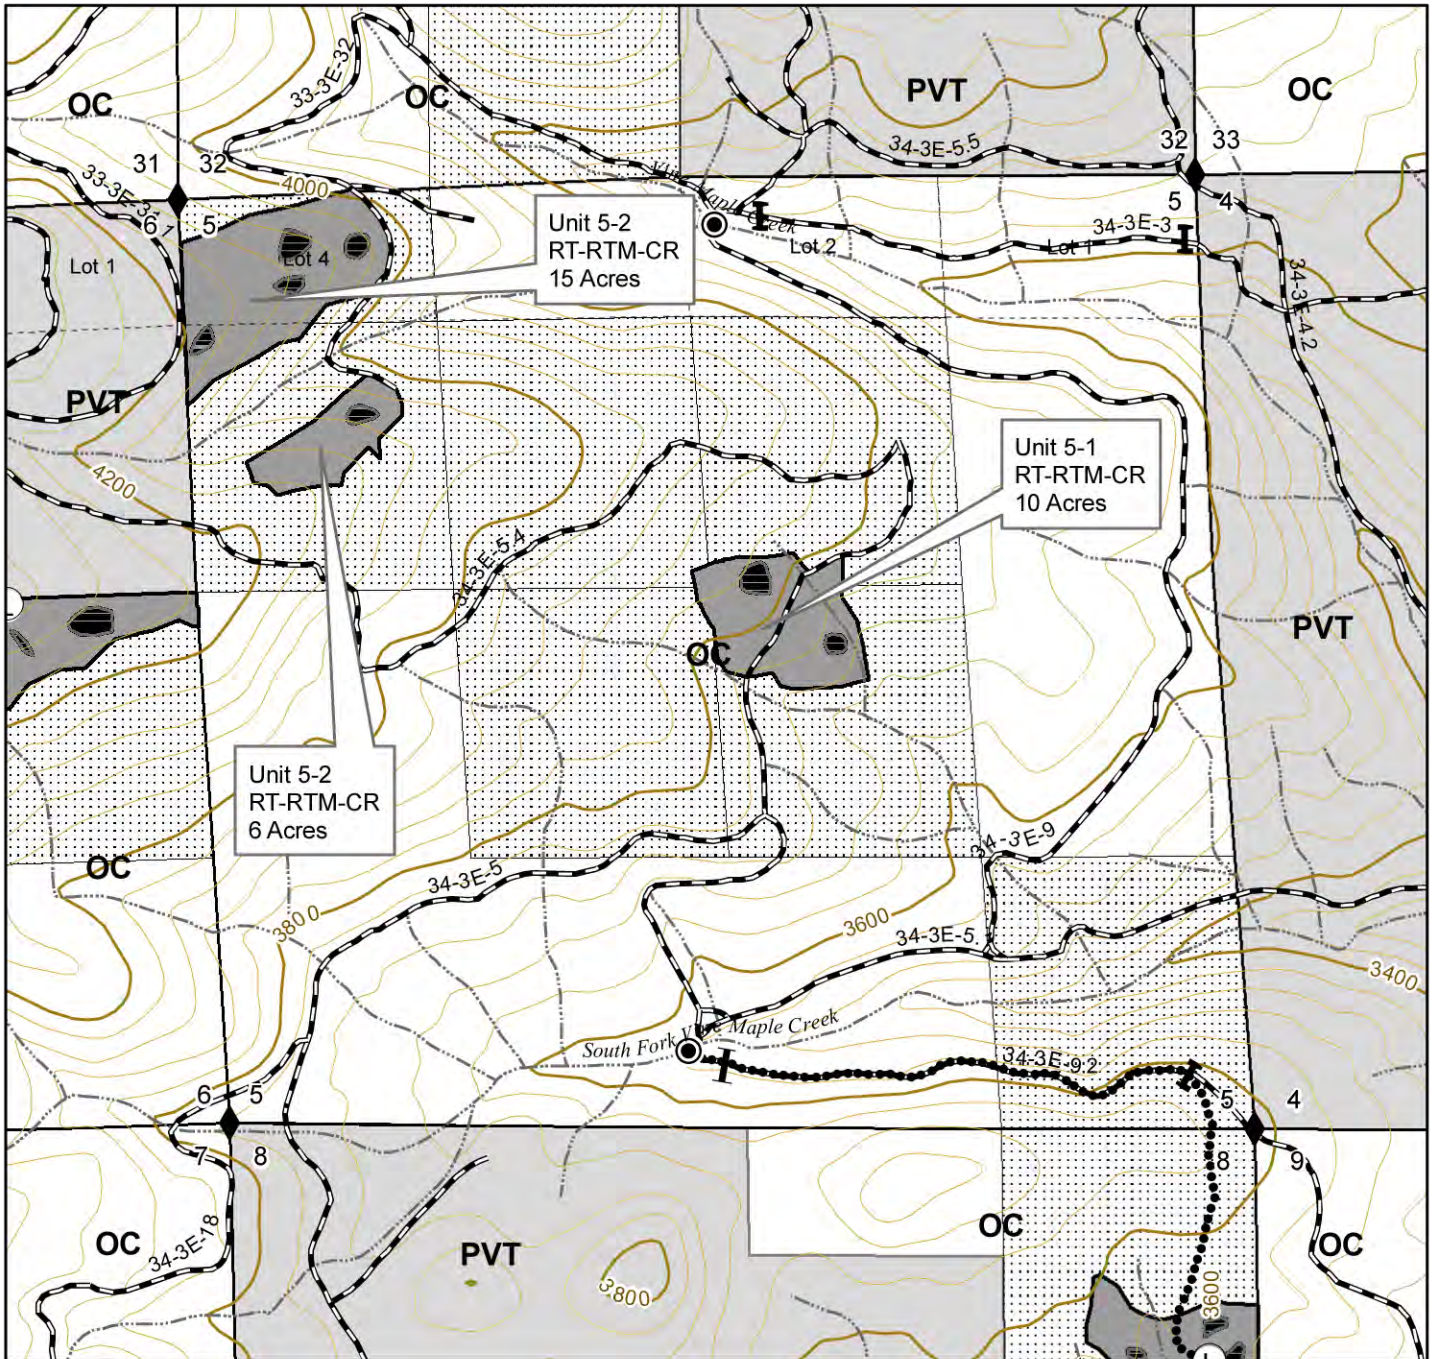 33-3E-32
OC
OC
PVT
OC
34-3E-5.5
31
32
32
33
4000
6
5
5
4
Maple Creek
Lot 1
Lot 4
Unit 5-2
RT-RTM-CR
15 Acres
Lot 2
Lot 1
34-3E-3
34-3E-4.2
PVT
4200
Unit 5-1
RT-RTM-CR
10 Acres
34-3E-5.4
OC
PVT
Unit 5-2
RT-RTM-CR
6 Acres
OC
34-3E-5
34-3E-9
3800
3600
34-3E-5.
3400
South Fork Vine Maple Creek
34-3E-9.2
6
5
5
4
7
8
8
9
OC
34-3E-18
PVT
OC
OC
3800
3600